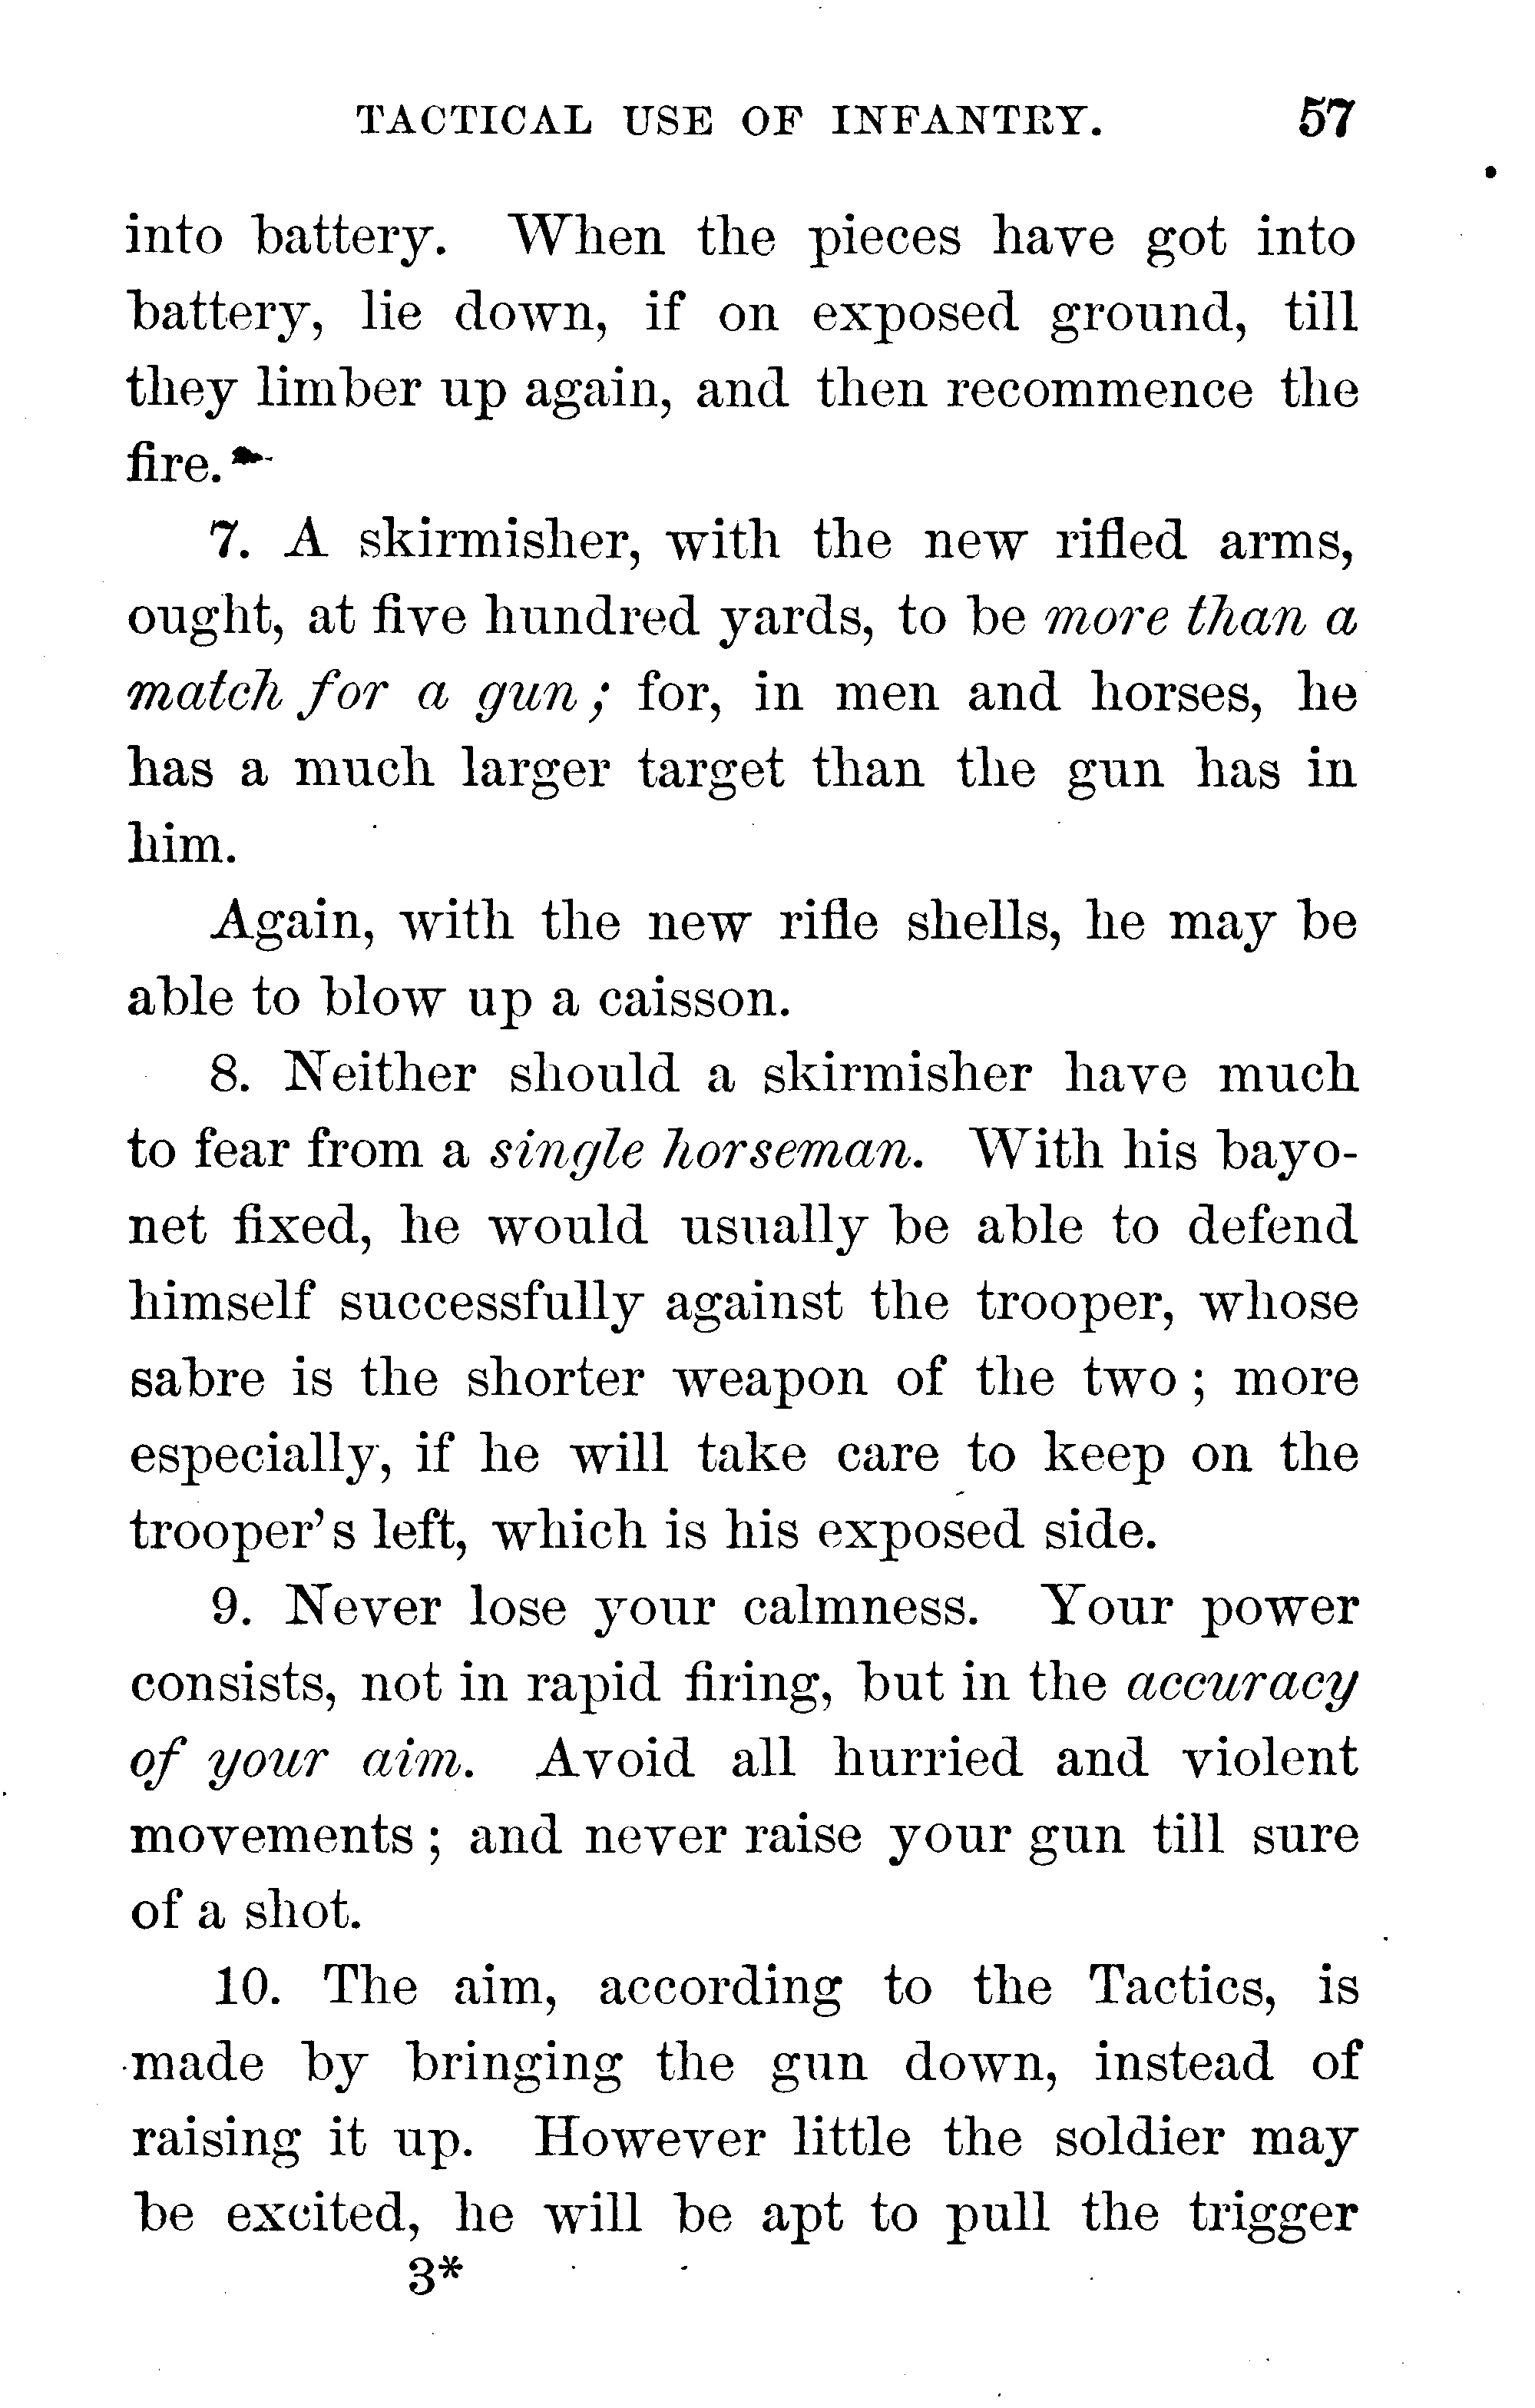 TACTICAL USE OF INFANTRY. 57
into battery. When the pieces have got into
battery, lie down, if on exposed ground, till
they limber up again, and then recommence the
fire.
7. A skirmisher, with the new rifled arms,
ought, at five hundred yards, to be more than a
match for a gun; for, in men and horses, he
has a much larger target than the gun has in
him.
Again, with the new rifle shells, he may be
able to blow up a caisson.
8. Neither should a skirmisher have much
to fear from a single horseman. With his bayo-
net fixed, he would usually be able to defend
himself successfully against the trooper, whose
sabre is the shorter weapon of the two; more
especially, if he will take care to keep on the
trooper's left, which is his exposed side.
9. Never lose your calmness. Your power
consists, not in rapid firing, but in the accuracy
of your aim. Avoid all hurried and violent
movements; and never raise your gun till sure
of a shot.
10. The aim, according to the Tactics, is
made by bringing the gun down, instead of
raising it up. However little the soldier may
be excited, he will be apt to pull the trigger
3*